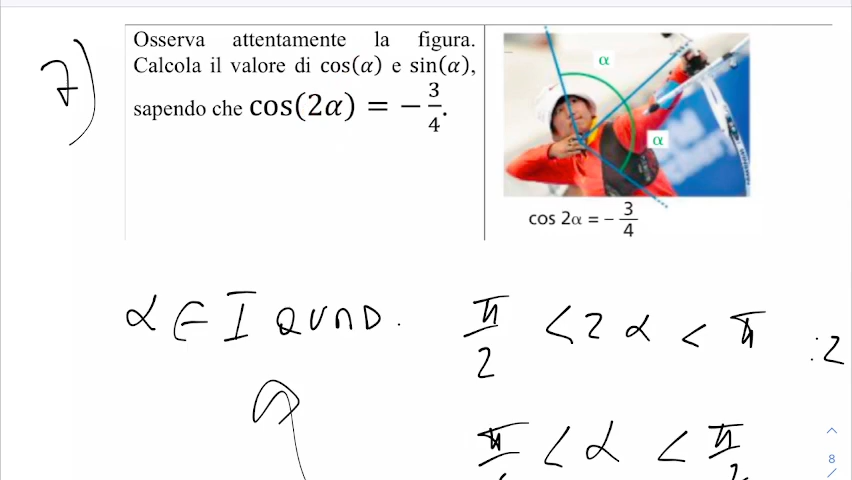 7)
Osserva attentamente la figura.
Calcola il valore di cos(α) e sin(α),
sapendo che cos(2α) = −3/4.
α
α
cos 2α = − 3/4
α ∈ I QUAD.
π/2 < 2α < π :2
< α < π/2
8